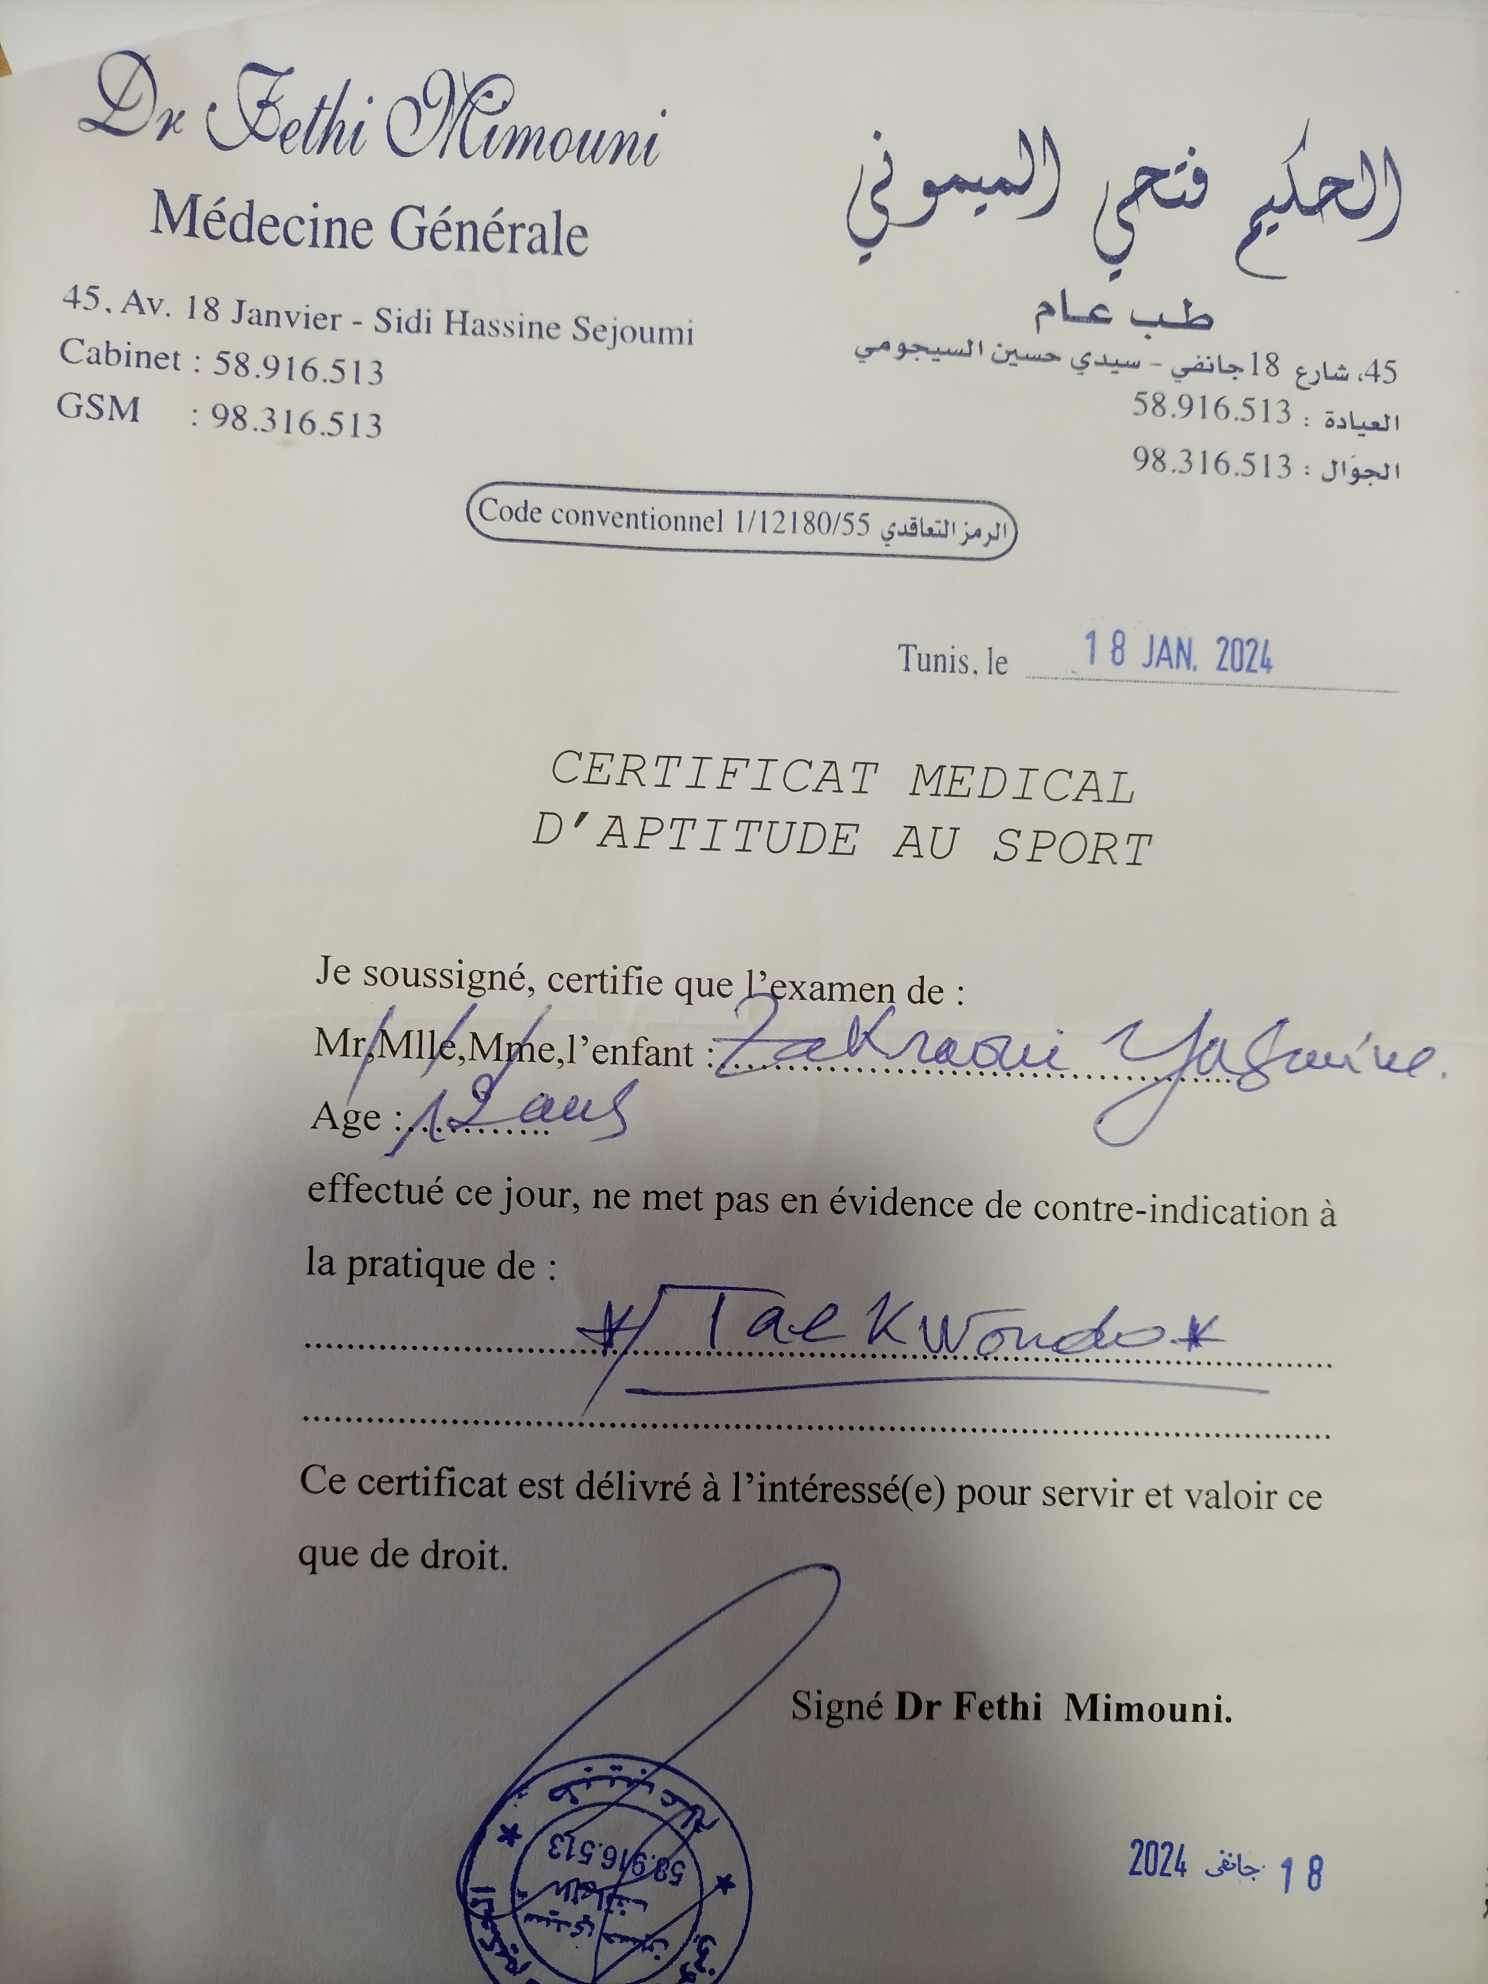 Dr Fethi Mimouni
Médecine Générale
45, Av. 18 Janvier - Sidi Hassine Sejoumi
Cabinet : 58.916.513
GSM : 98.316.513
الحكيم فتحي الميموني
طب عام
45، شارع 18 جانفي - سيدي حسين السيجومي
العيادة : 58.916.513
الجوّال : 98.316.513
Code conventionnel 1/12180/55 الرمز التعاقدي
Tunis, le 18 JAN. 2024
CERTIFICAT MEDICAL
D'APTITUDE AU SPORT
Je soussigné, certifie que l'examen de :
Mr,Mlle,Mme,l'enfant : Zakraoui Yasmine.
Age : 12 ans
effectué ce jour, ne met pas en évidence de contre-indication à
la pratique de :
* Taekwondo *
Ce certificat est délivré à l'intéressé(e) pour servir et valoir ce
que de droit.
Signé Dr Fethi Mimouni.
58.916.513
الهاتف
سيدي حسين
18 جانفي 2024